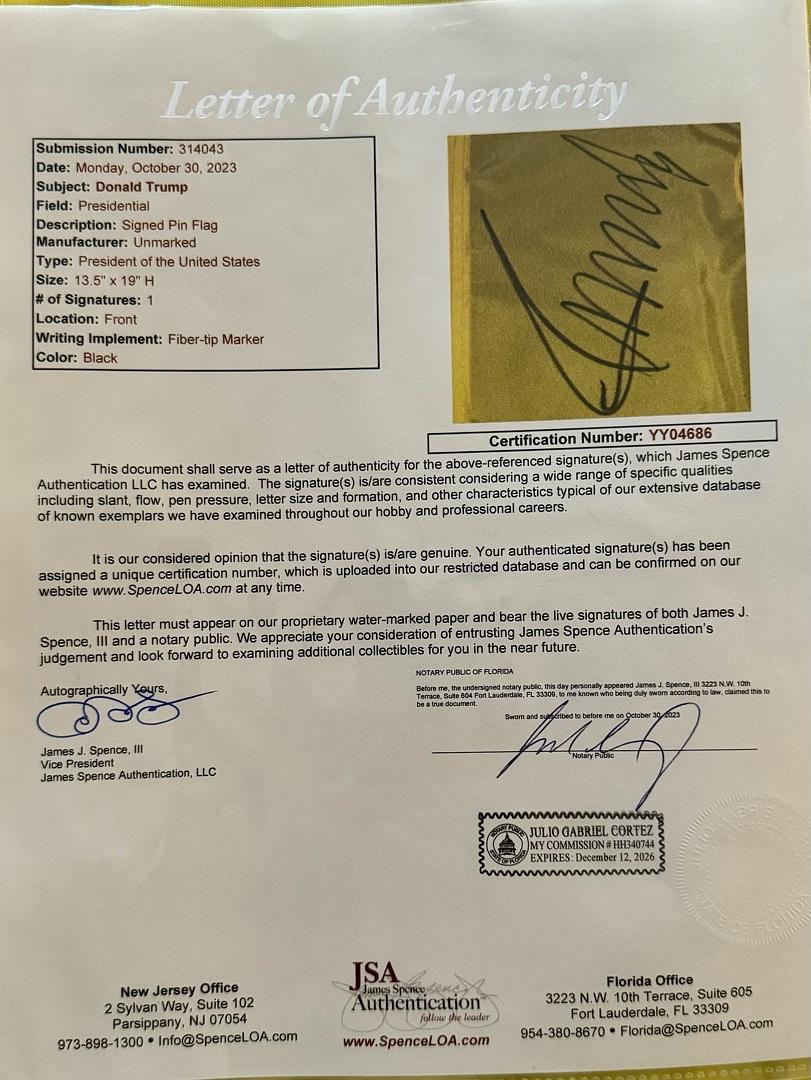 Letter of Authenticity
Submission Number: 314043
Date: Monday, October 30, 2023
Subject: Donald Trump
Field: Presidential
Description: Signed Pin Flag
Manufacturer: Unmarked
Type: President of the United States
Size: 13.5" x 19" H
# of Signatures: 1
Location: Front
Writing Implement: Fiber-tip Marker
Color: Black
Certification Number: YY04686
This document shall serve as a letter of authenticity for the above-referenced signature(s), which James Spence
Authentication LLC has examined. The signature(s) is/are consistent considering a wide range of specific qualities
including slant, flow, pen pressure, letter size and formation, and other characteristics typical of our extensive database
of known exemplars we have examined throughout our hobby and professional careers.
It is our considered opinion that the signature(s) is/are genuine. Your authenticated signature(s) has been
assigned a unique certification number, which is uploaded into our restricted database and can be confirmed on our
website www.SpenceLOA.com at any time.
This letter must appear on our proprietary water-marked paper and bear the live signatures of both James J.
Spence, III and a notary public. We appreciate your consideration of entrusting James Spence Authentication's
judgement and look forward to examining additional collectibles for you in the near future.
Autographically Yours,
James J. Spence, III
Vice President
James Spence Authentication, LLC
NOTARY PUBLIC OF FLORIDA
Before me, the undersigned notary public, this day personally appeared James J. Spence, III 3223 N.W. 10th
Terrace, Suite 604 Fort Lauderdale, FL 33309, to me known who being duly sworn according to law, claimed this to
be a true document.
Sworn and subscribed to before me on October 30, 2023
Notary Public
NOTARY PUBLIC
STATE OF FLORIDA
JULIO GABRIEL CORTEZ
MY COMMISSION # HH340744
EXPIRES: December 12, 2026
New Jersey Office
2 Sylvan Way, Suite 102
Parsippany, NJ 07054
973-898-1300 • Info@SpenceLOA.com
JSA
James Spence
Authentication
follow the leader
www.SpenceLOA.com
Florida Office
3223 N.W. 10th Terrace, Suite 605
Fort Lauderdale, FL 33309
954-380-8670 • Florida@SpenceLOA.com